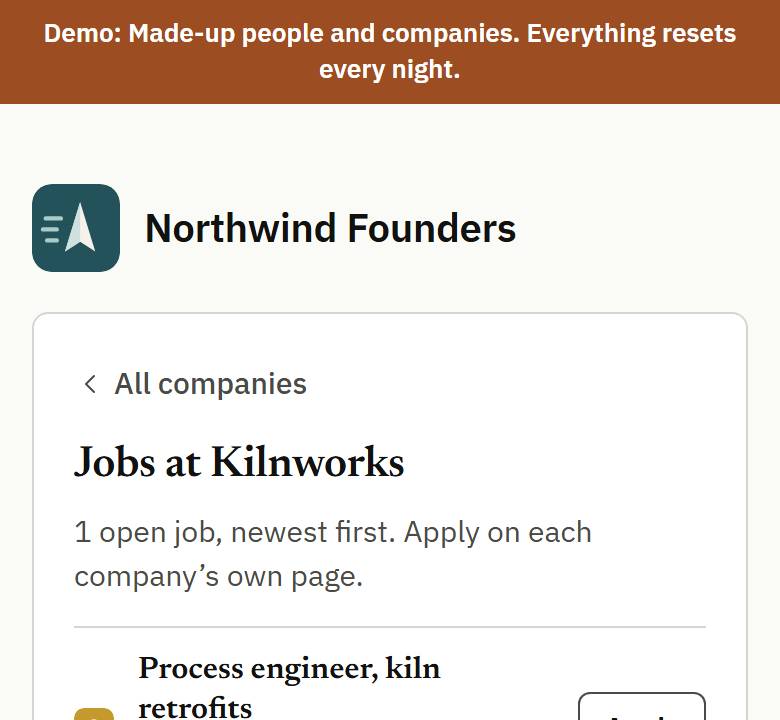 Demo: Made-up people and companies. Everything resets
every night.
Northwind Founders
All companies
Jobs at Kilnworks
1 open job, newest first. Apply on each
company’s own page.
Process engineer, kiln
retrofits